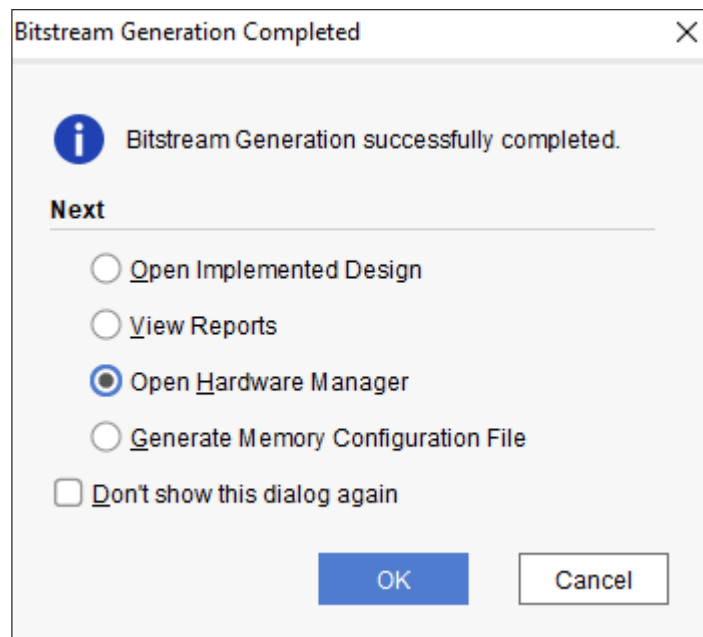 Bitstream Generation Completed
Bitstream Generation successfully completed.
Next
Open Implemented Design
View Reports
Open Hardware Manager
Generate Memory Configuration File
Don't show this dialog again
OK
Cancel